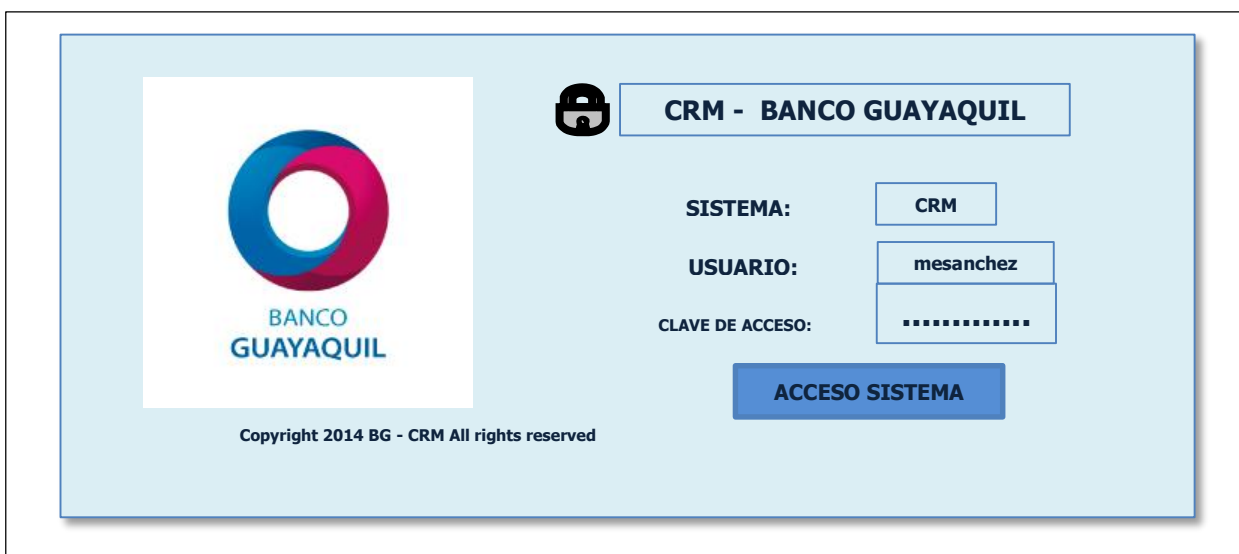 CRM - BANCO GUAYAQUIL
SISTEMA: CRM
USUARIO: mesanchez
CLAVE DE ACCESO: .............
ACCESO SISTEMA
BANCO
GUAYAQUIL
Copyright 2014 BG - CRM All rights reserved